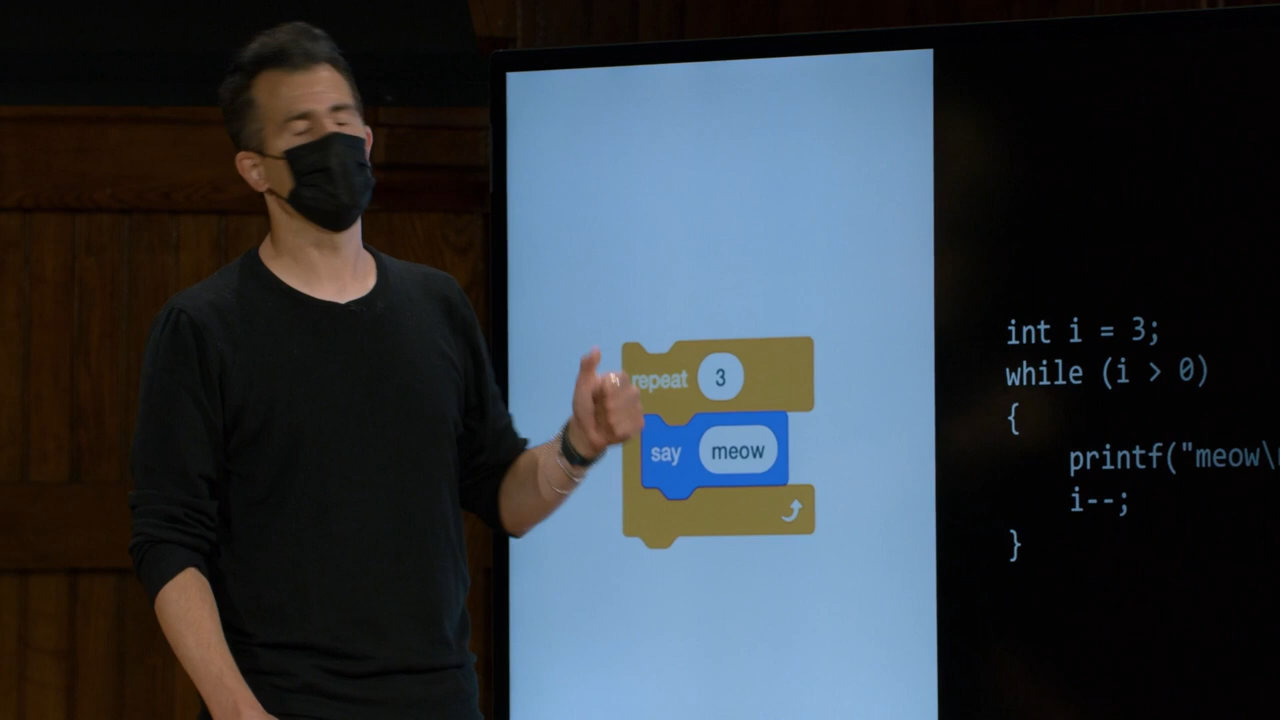 repeat 3
say meow
int i = 3;
while (i > 0)
{
printf("meow\
i--;
}